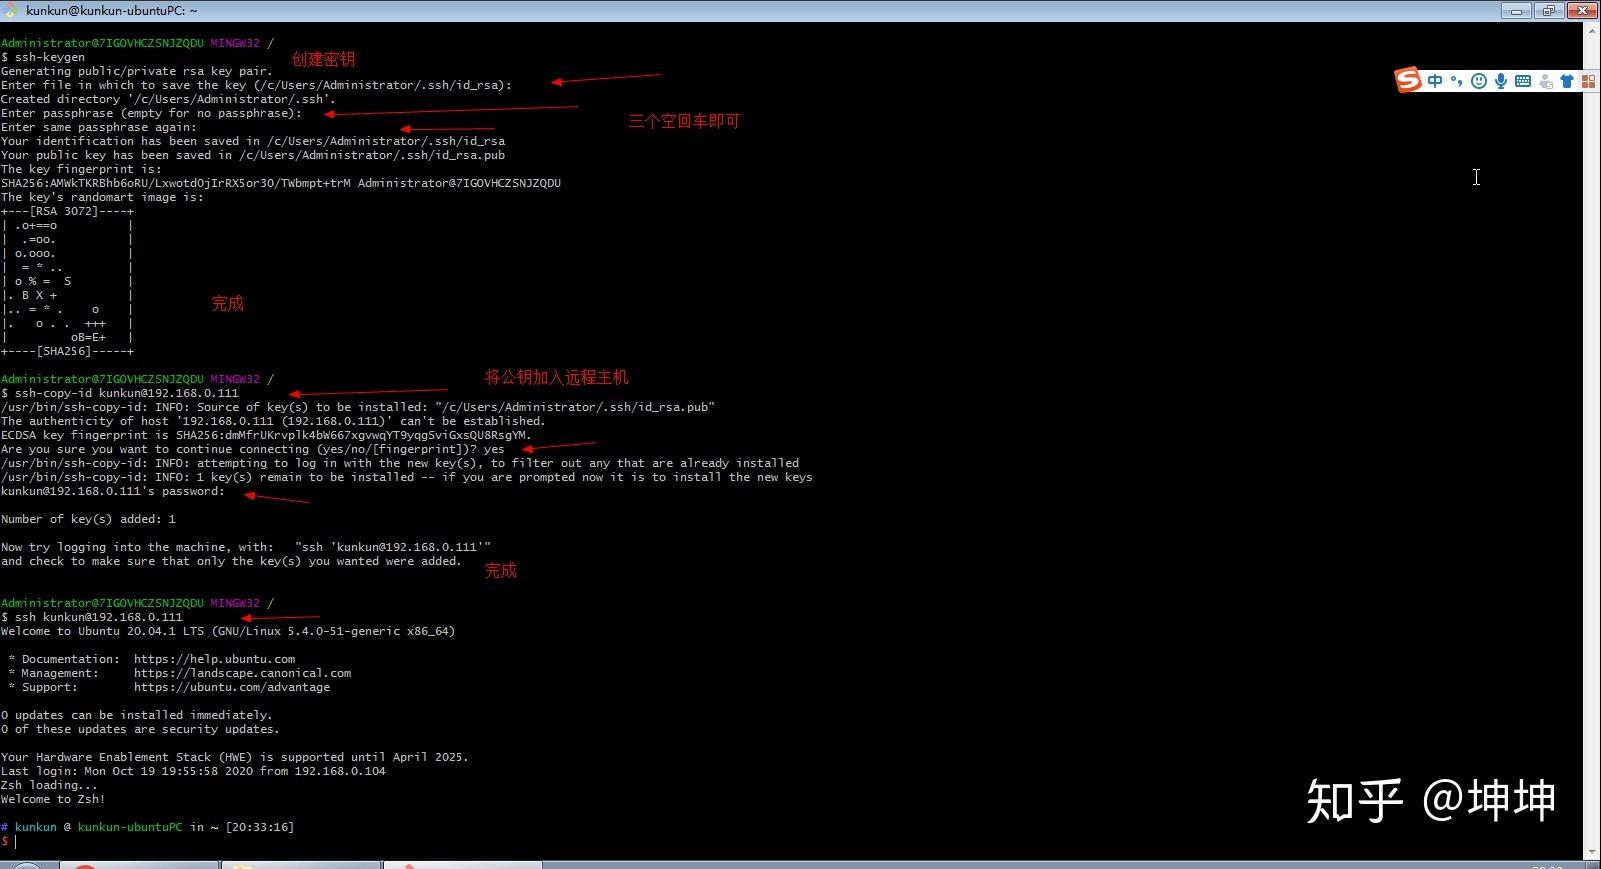 kunkun@kunkun-ubuntuPC: ~
Administrator@7IGOVHCZSNJZQDU MINGW32 /
$ ssh-keygen
创建密钥
Generating public/private rsa key pair.
Enter file in which to save the key (/c/Users/Administrator/.ssh/id_rsa):
Created directory '/c/Users/Administrator/.ssh'.
Enter passphrase (empty for no passphrase):
三个空回车即可
Enter same passphrase again:
Your identification has been saved in /c/Users/Administrator/.ssh/id_rsa
Your public key has been saved in /c/Users/Administrator/.ssh/id_rsa.pub
The key fingerprint is:
SHA256:AMWkTKRBhb6oRU/LxwotdOjIrRX5or3O/TWbmpt+trM Administrator@7IGOVHCZSNJZQDU
The key's randomart image is:
+---[RSA 3072]----+
| .o+==o          |
|  .=oo.          |
| o.ooo.          |
|  = * ..         |
| o % =  S        |
|. B X +          |
|.. = * .    o    |
|.   o . .  +++   |
|         oB=E+   |
+----[SHA256]-----+
完成
Administrator@7IGOVHCZSNJZQDU MINGW32 /
将公钥加入远程主机
$ ssh-copy-id kunkun@192.168.0.111
/usr/bin/ssh-copy-id: INFO: Source of key(s) to be installed: "/c/Users/Administrator/.ssh/id_rsa.pub"
The authenticity of host '192.168.0.111 (192.168.0.111)' can't be established.
ECDSA key fingerprint is SHA256:dmMfrUKrvplk4bW667xgvwqYT9yqgSviGxsQU8RsgYM.
Are you sure you want to continue connecting (yes/no/[fingerprint])? yes
/usr/bin/ssh-copy-id: INFO: attempting to log in with the new key(s), to filter out any that are already installed
/usr/bin/ssh-copy-id: INFO: 1 key(s) remain to be installed -- if you are prompted now it is to install the new keys
kunkun@192.168.0.111's password:
Number of key(s) added: 1
Now try logging into the machine, with:   "ssh 'kunkun@192.168.0.111'"
and check to make sure that only the key(s) you wanted were added.
完成
Administrator@7IGOVHCZSNJZQDU MINGW32 /
$ ssh kunkun@192.168.0.111
Welcome to Ubuntu 20.04.1 LTS (GNU/Linux 5.4.0-51-generic x86_64)
 * Documentation:  https://help.ubuntu.com
 * Management:     https://landscape.canonical.com
 * Support:        https://ubuntu.com/advantage
0 updates can be installed immediately.
0 of these updates are security updates.
Your Hardware Enablement Stack (HWE) is supported until April 2025.
Last login: Mon Oct 19 19:55:58 2020 from 192.168.0.104
Zsh loading...
Welcome to Zsh!
# kunkun @ kunkun-ubuntuPC in ~ [20:33:16]
$
S 中
知乎 @坤坤